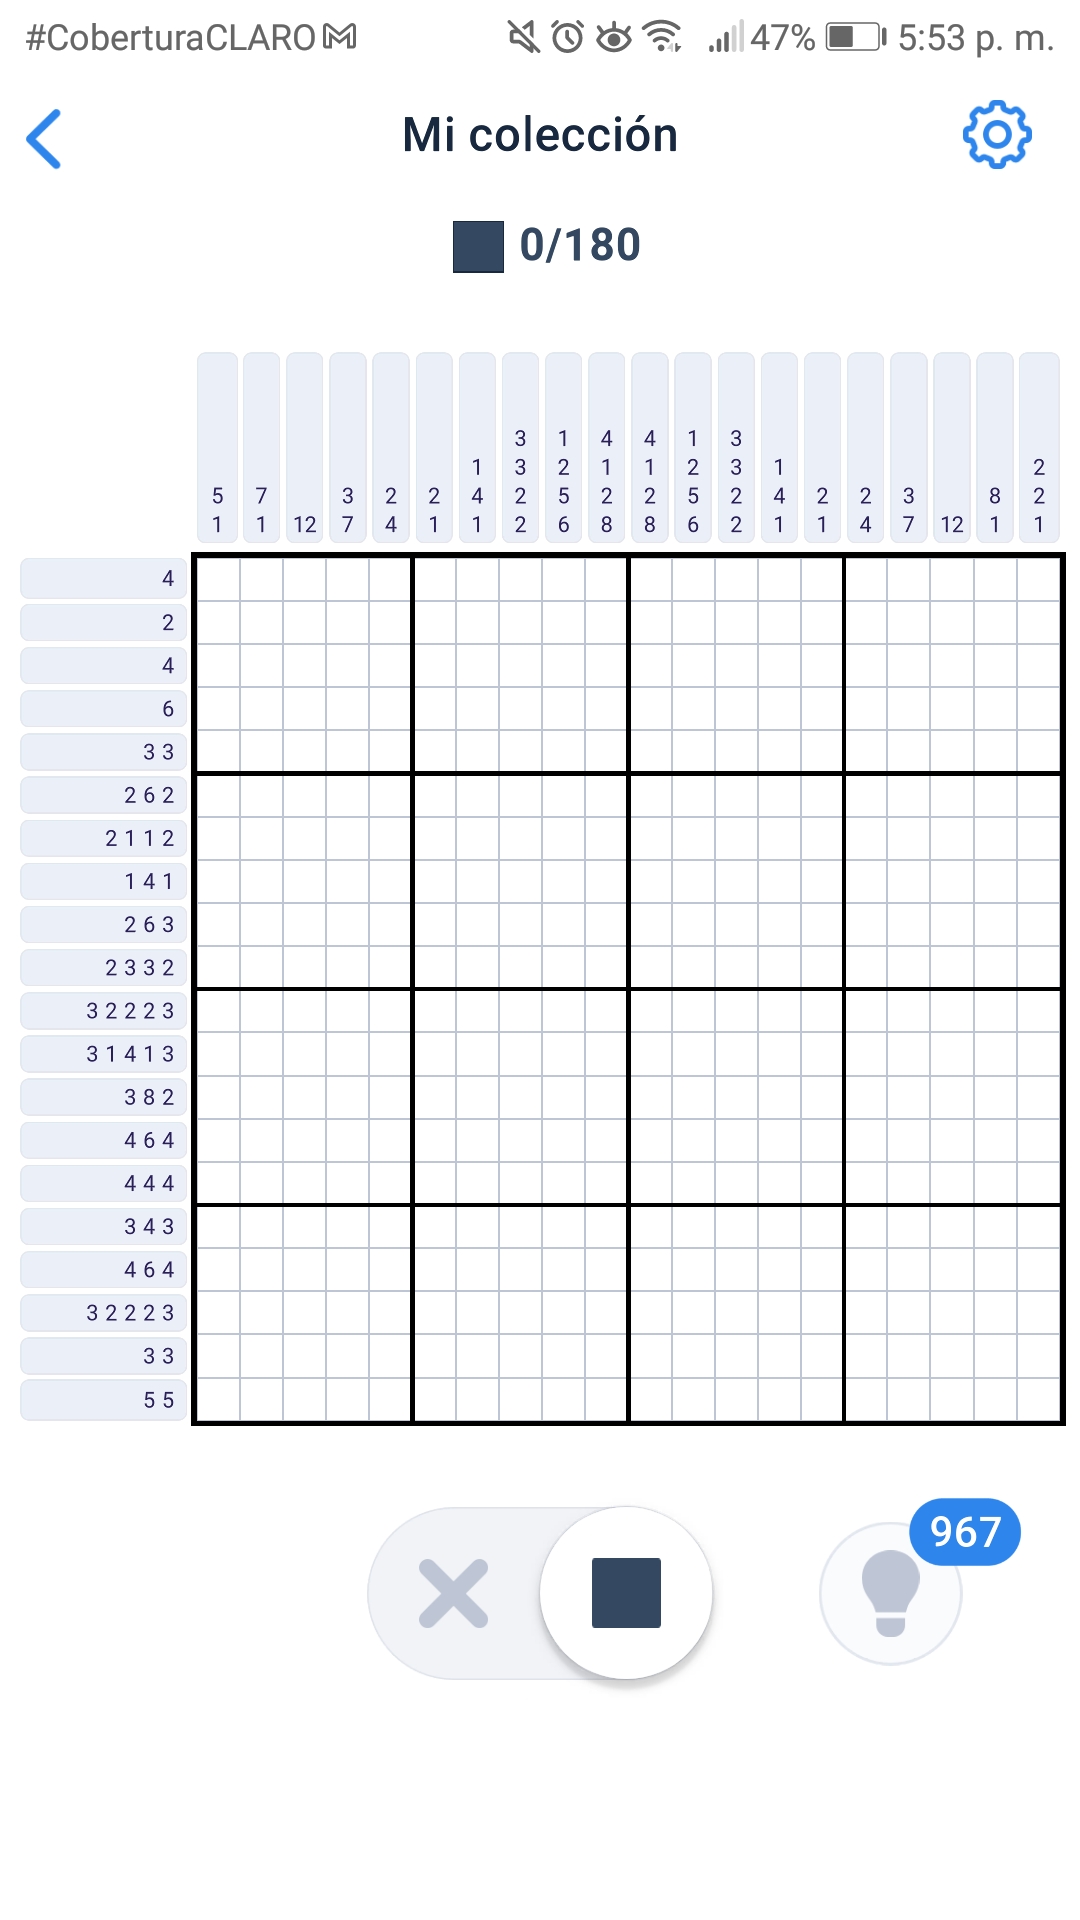 #CoberturaCLARO 47% 5:53 p. m.
Mi colección
0/180
3 1 4 4 1 3
1 3 2 1 1 2 3 1 2
5 7 3 2 2 4 2 5 2 2 5 2 4 2 2 3 8 2
1 1 12 7 4 1 1 2 6 8 8 6 2 1 1 4 7 12 1 1
4
2
4
6
3 3
2 6 2
2 1 1 2
1 4 1
2 6 3
2 3 3 2
3 2 2 2 3
3 1 4 1 3
3 8 2
4 6 4
4 4 4
3 4 3
4 6 4
3 2 2 2 3
3 3
5 5
967